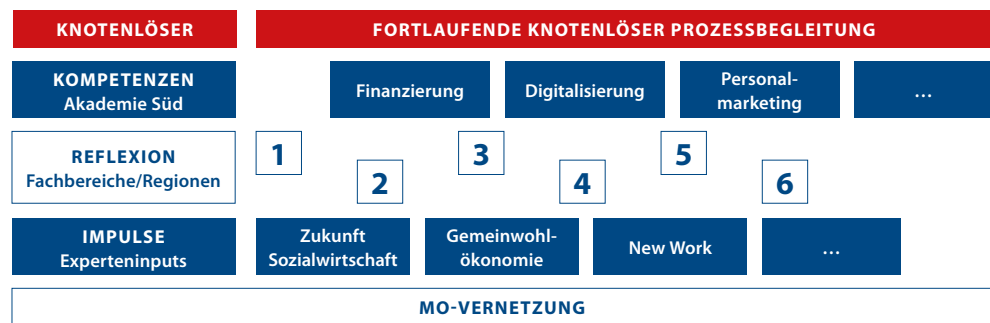 KNOTENLÖSER
FORTLAUFENDE KNOTENLÖSER PROZESSBEGLEITUNG
KOMPETENZEN
Akademie Süd
Finanzierung
Digitalisierung
Personal-
marketing
...
REFLEXION
Fachbereiche/Regionen
1
2
3
4
5
6
IMPULSE
Experteninputs
Zukunft
Sozialwirtschaft
Gemeinwohl-
ökonomie
New Work
...
MO-VERNETZUNG